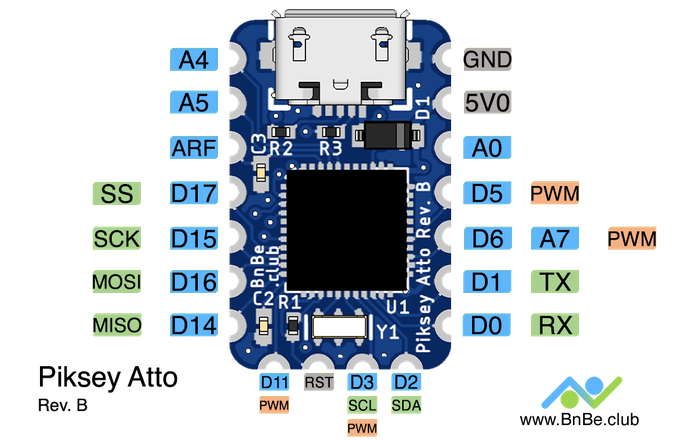 A4 GND
A5 5V0
ARF A0
SS D17 D5 PWM
SCK D15 D6 A7 PWM
MOSI D16 D1 TX
MISO D14 D0 RX
D1
C3
R2 R3
BnBe
.club
C2 R1
U1
Y1
Piksey Atto Rev. B
D11 RST D3 D2
PWM SCL SDA
PWM
Piksey Atto
Rev. B
www.BnBe.club